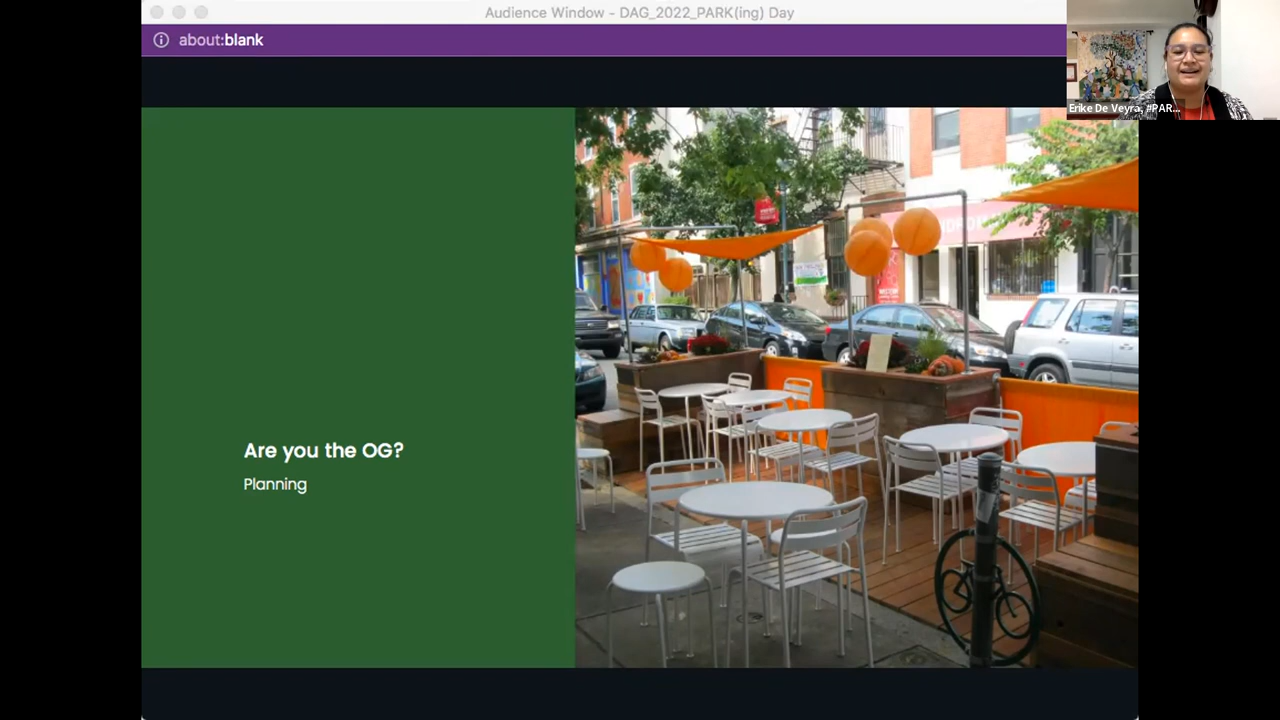 Audience Window - DAG_2022_PARK(ing) Day
about:blank
Erike De Veyra, #PAR...
Are you the OG?
Planning